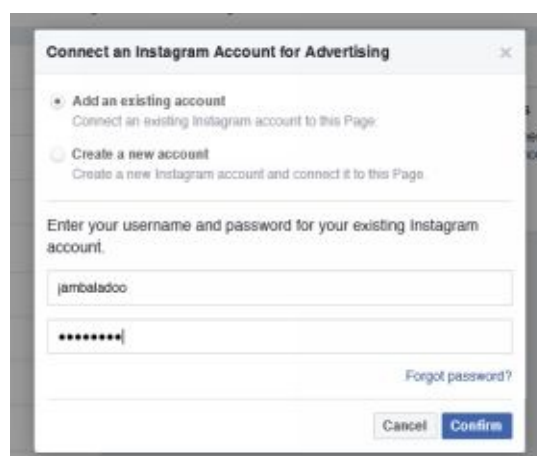 Connect an Instagram Account for Advertising ×
Add an existing account
Connect an existing Instagram account to this Page
Create a new account
Create a new Instagram account and connect it to this Page
Enter your username and password for your existing Instagram
account.
jambaladoo
••••••••
Forgot password?
Cancel Confirm